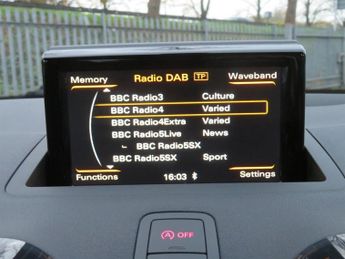 Memory Radio DAB TP Waveband
BBC Radio3 Culture
BBC Radio4 Varied
BBC Radio4Extra Varied
BBC Radio5Live News
BBC Radio5SX
BBC Radio5SX Sport
Functions 16:03 Settings
A OFF